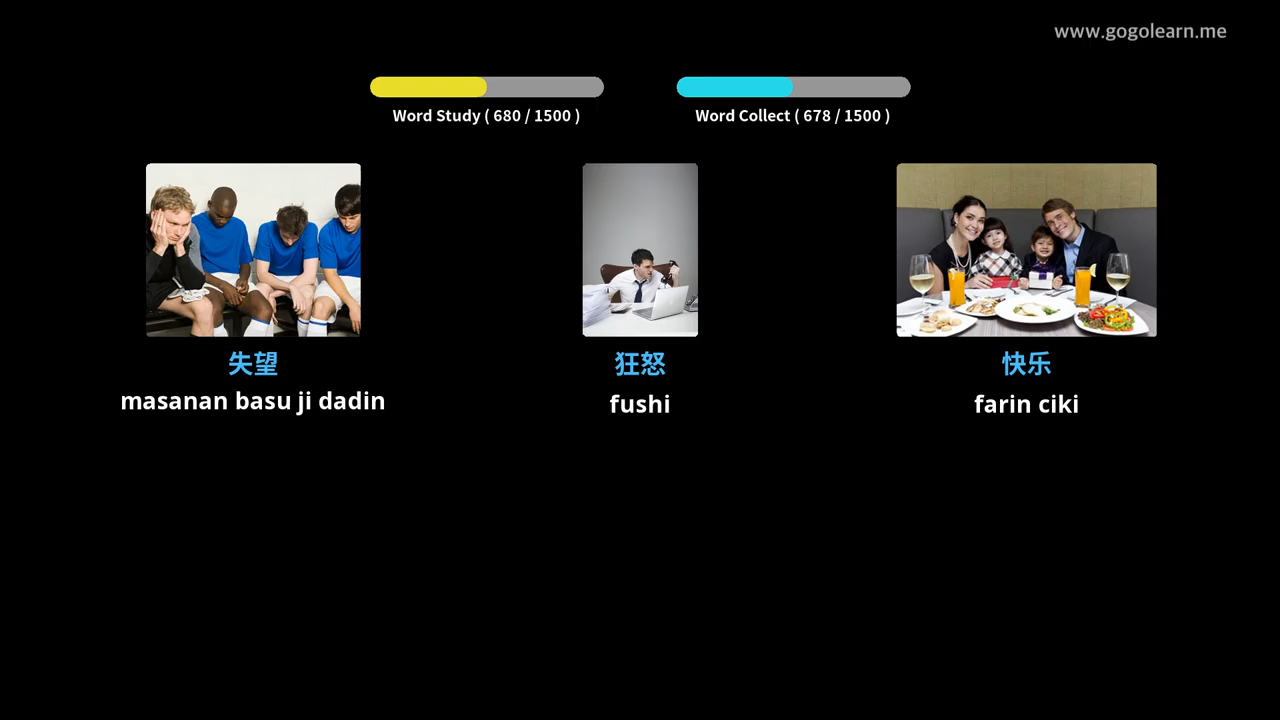 www.gogolearn.me
Word Study ( 680 / 1500 )
Word Collect ( 678 / 1500 )
失望
狂怒
快乐
masanan basu ji dadin
fushi
farin ciki